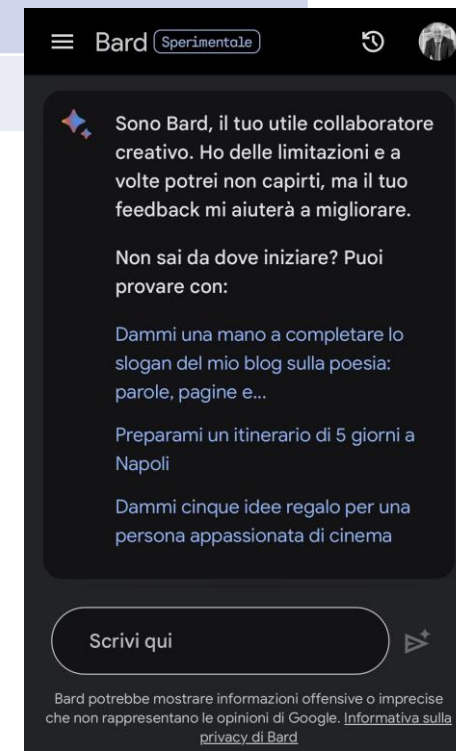 Bard Sperimentale
Sono Bard, il tuo utile collaboratore
creativo. Ho delle limitazioni e a
volte potrei non capirti, ma il tuo
feedback mi aiuterà a migliorare.
Non sai da dove iniziare? Puoi
provare con:
Dammi una mano a completare lo
slogan del mio blog sulla poesia:
parole, pagine e...
Preparami un itinerario di 5 giorni a
Napoli
Dammi cinque idee regalo per una
persona appassionata di cinema
Scrivi qui
Bard potrebbe mostrare informazioni offensive o imprecise
che non rappresentano le opinioni di Google. Informativa sulla
privacy di Bard